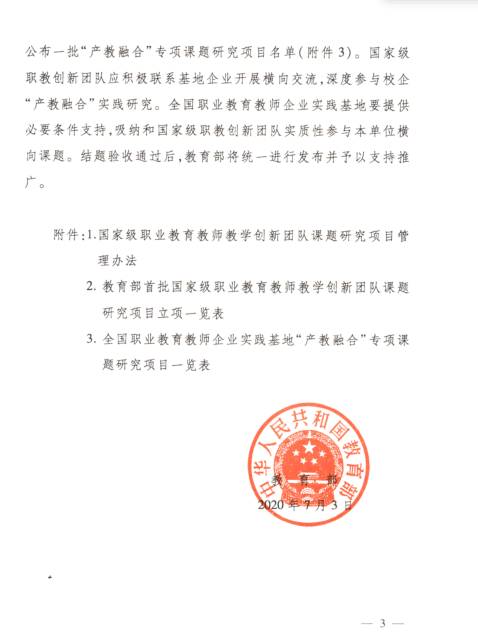 公布一批“产教融合”专项课题研究项目名单(附件3)。国家级
职教创新团队应积极联系基地企业开展横向交流,深度参与校企
“产教融合”实践研究。全国职业教育教师企业实践基地要提供
必要条件支持,吸纳和国家级职教创新团队实质性参与本单位横
向课题。结题验收通过后,教育部将统一进行发布并予以支持推
广。
附件:1.国家级职业教育教师教学创新团队课题研究项目管
理办法
2. 教育部首批国家级职业教育教师教学创新团队课题
研究项目立项一览表
3. 全国职业教育教师企业实践基地“产教融合”专项课
题研究项目一览表
中华人民共和国教育部
教育部
2020年7月3日
— 3 —